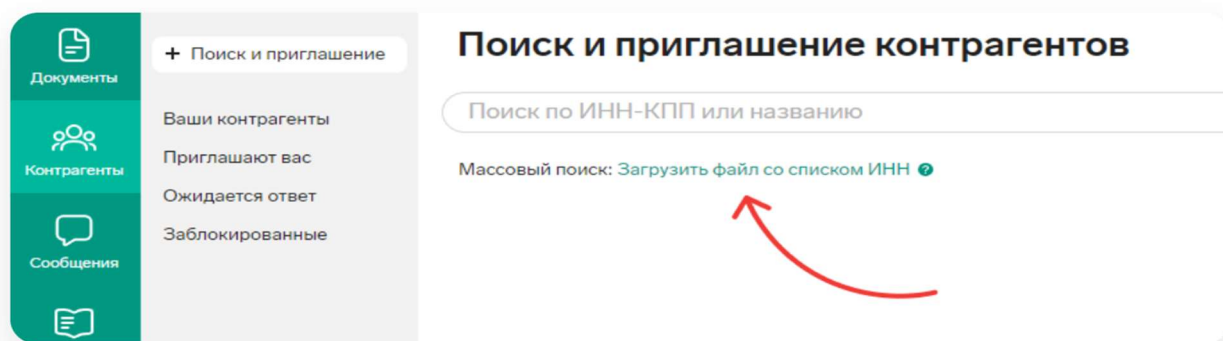 Документы
Контрагенты
Сообщения
+ Поиск и приглашение
Ваши контрагенты
Приглашают вас
Ожидается ответ
Заблокированные
Поиск и приглашение контрагентов
Поиск по ИНН-КПП или названию
Массовый поиск: Загрузить файл со списком ИНН ?